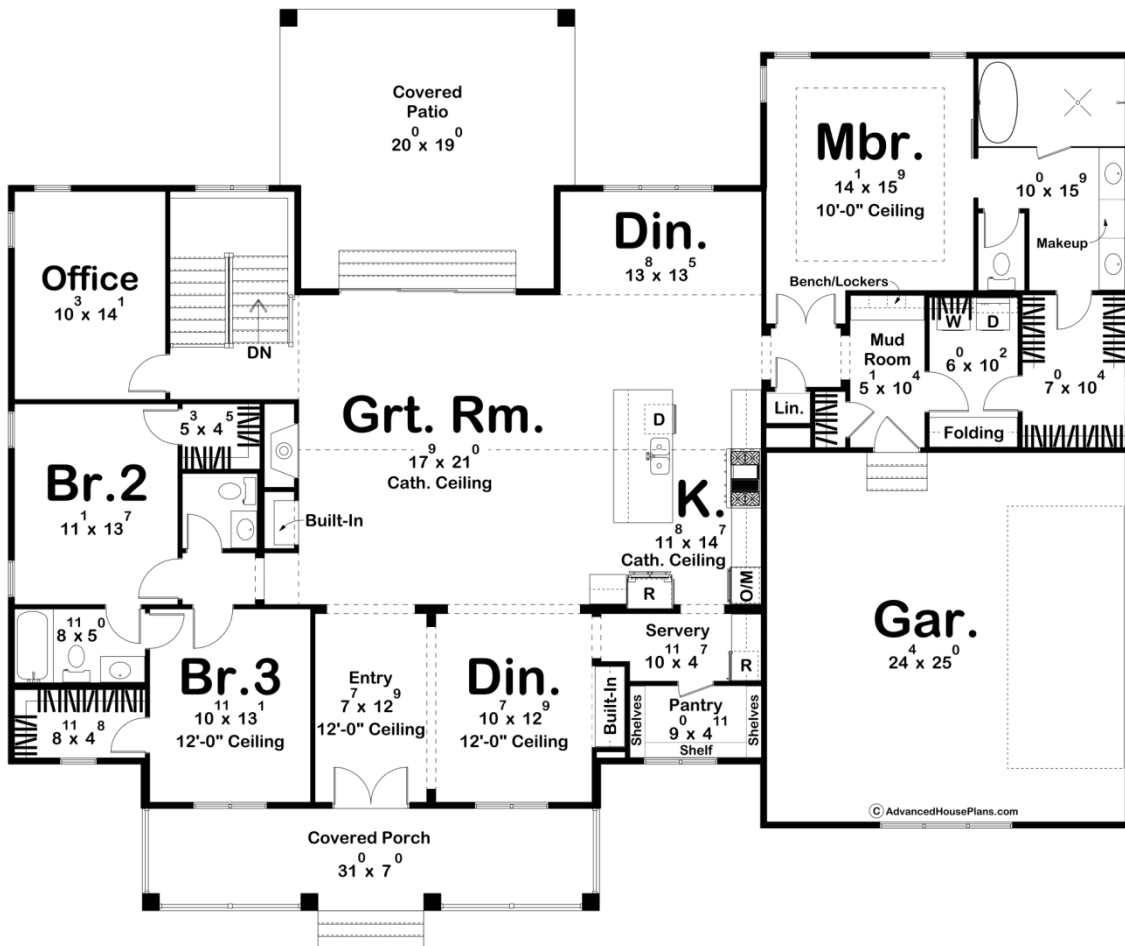 Covered
Patio
20⁰ x 19⁰
Mbr.
14¹ x 15⁹
10'-0" Ceiling
10⁰ x 15⁹
Makeup
Office
10³ x 14¹
DN
Din.
13⁸ x 13⁵
Bench/Lockers
Mud
Room
5¹ x 10⁴
W
D
6⁰ x 10²
7⁰ x 10⁴
Lin.
Folding
5³ x 4⁵
Grt. Rm.
17⁹ x 21⁰
Cath. Ceiling
D
Br.2
11¹ x 13⁷
Built-In
K.
11⁸ x 14⁷
Cath. Ceiling
R
O/M
Gar.
24⁴ x 25⁰
8¹¹ x 5⁰
Br.3
10¹¹ x 13¹
12'-0" Ceiling
8¹¹ x 4⁸
Entry
7⁷ x 12⁹
12'-0" Ceiling
Din.
10⁷ x 12⁹
12'-0" Ceiling
Servery
10¹¹ x 4⁷
R
Built-In
Pantry
9⁰ x 4¹¹
Shelves
Shelf
Shelves
© AdvancedHousePlans.com
Covered Porch
31⁰ x 7⁰